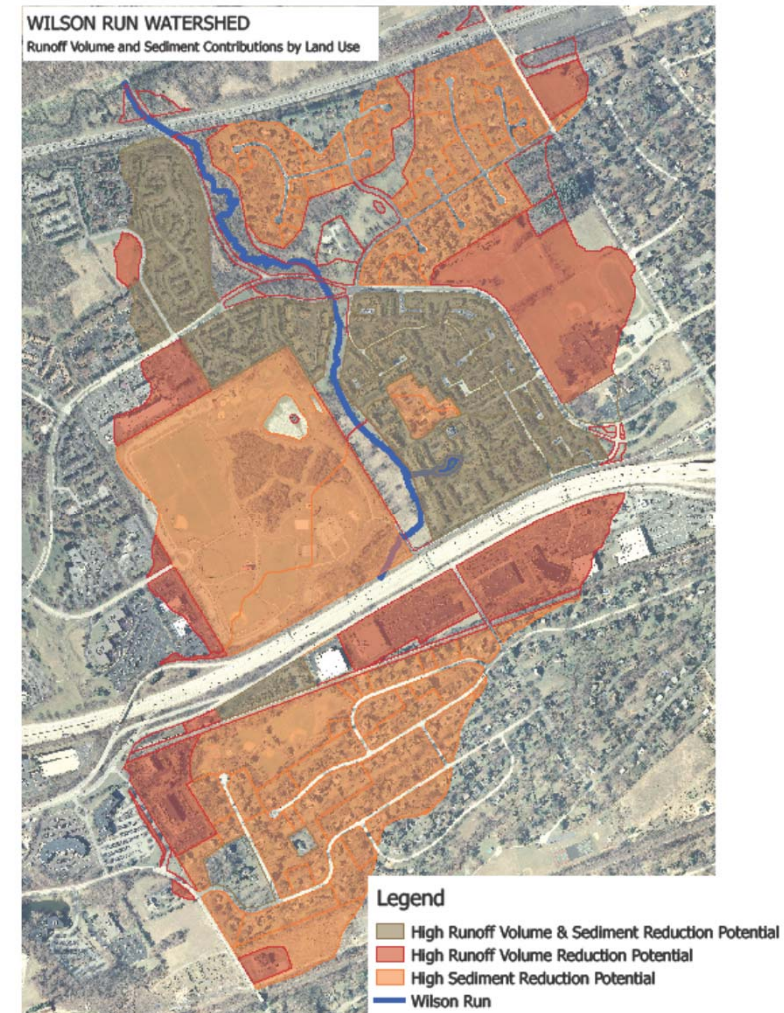 WILSON RUN WATERSHED
Runoff Volume and Sediment Contributions by Land Use
Legend
High Runoff Volume & Sediment Reduction Potential
High Runoff Volume Reduction Potential
High Sediment Reduction Potential
Wilson Run